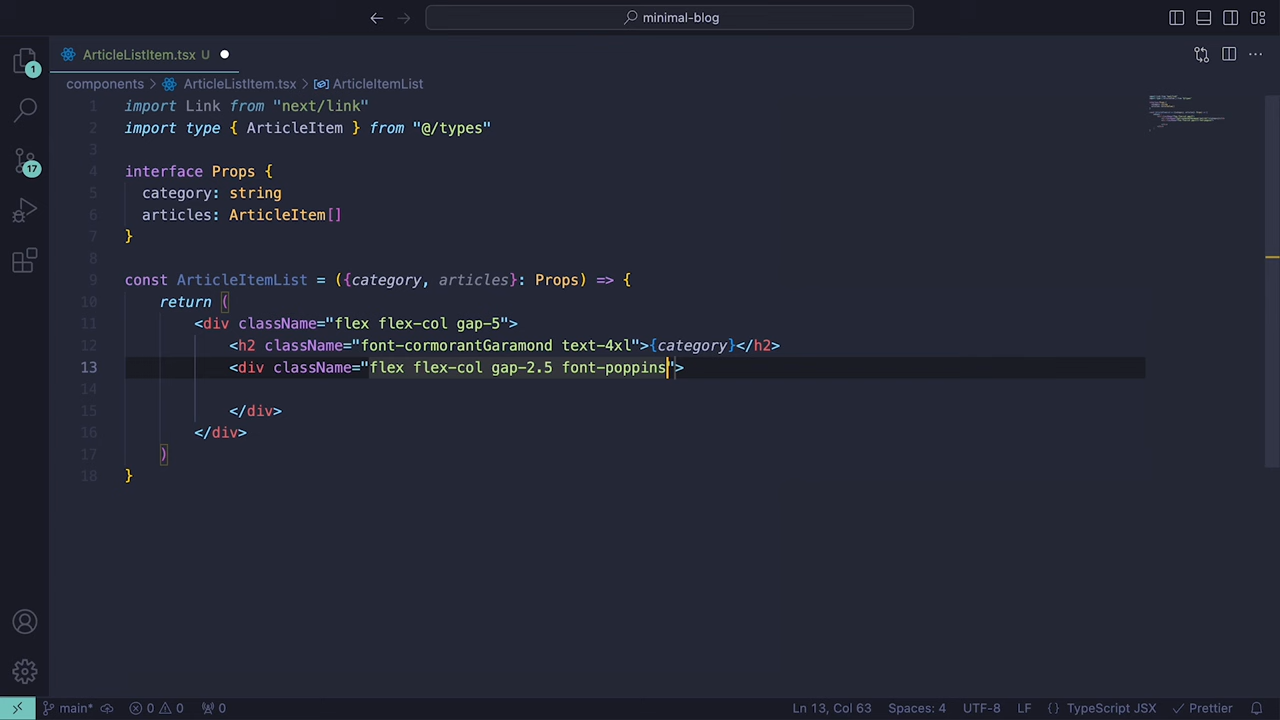 minimal-blog
ArticleListItem.tsx U
components > ArticleListItem.tsx > ArticleItemList
1 import Link from "next/link"
2 import type { ArticleItem } from "@/types"
3
4 interface Props {
5 category: string
6 articles: ArticleItem[]
7 }
8
9 const ArticleItemList = ({category, articles}: Props) => {
10 return (
11 <div className="flex flex-col gap-5">
12 <h2 className="font-cormorantGaramond text-4xl">{category}</h2>
13 <div className="flex flex-col gap-2.5 font-poppins">
14
15 </div>
16 </div>
17 )
18 }
1
17
main* 0 0 0 Ln 13, Col 63 Spaces: 4 UTF-8 LF {} TypeScript JSX Prettier